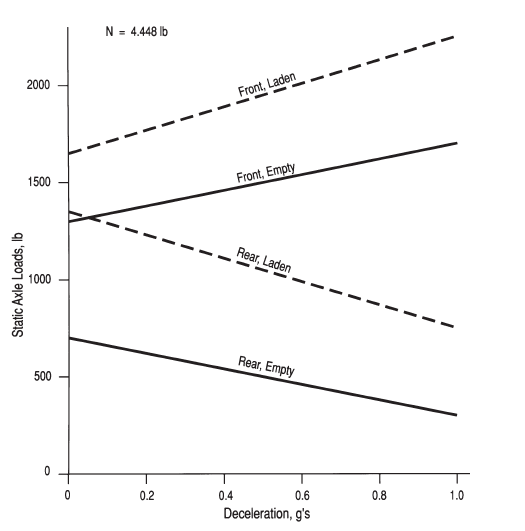 N = 4.448 lb
2000
1500
1000
500
0
Static Axle Loads, lb
Front, Laden
Front, Empty
Rear, Laden
Rear, Empty
0 0.2 0.4 0.6 0.8 1.0
Deceleration, g's